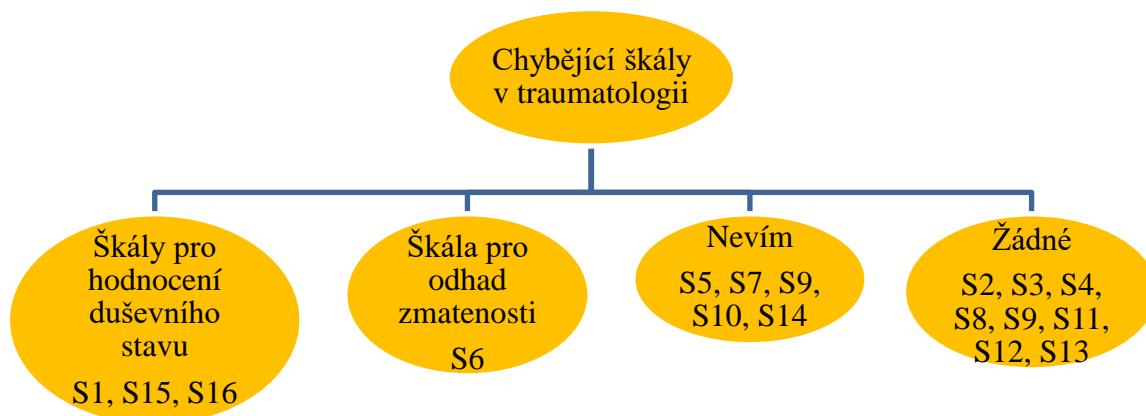 Chybějící škály
v traumatologii
Škály pro
hodnocení
duševního
stavu
S1, S15, S16
Škála pro
odhad
zmatenosti
S6
Nevím
S5, S7, S9,
S10, S14
Žádné
S2, S3, S4,
S8, S9, S11,
S12, S13